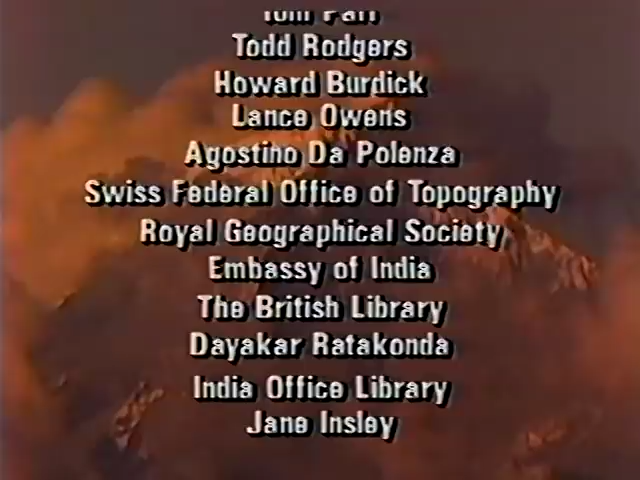 Todd Rodgers
Howard Burdick
Lance Owens
Agostino Da Polenza
Swiss Federal Office of Topography
Royal Geographical Society
Embassy of India
The British Library
Dayakar Ratakonda
India Office Library
Jane Insley